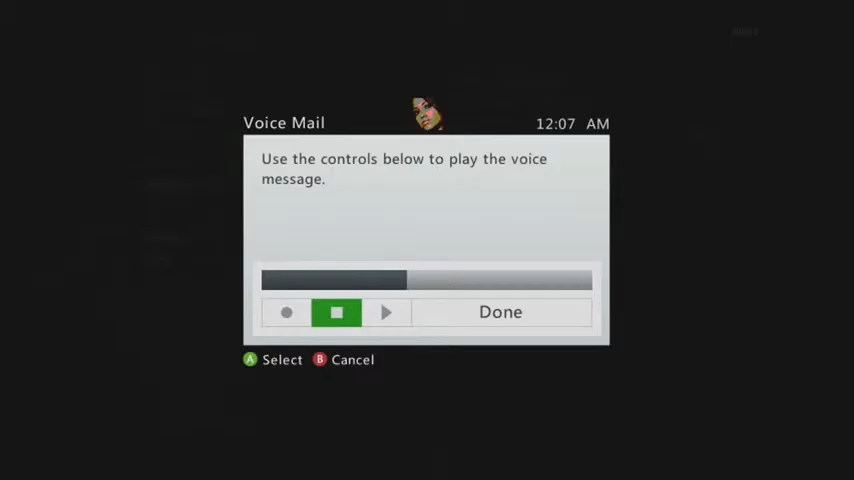 Voice Mail
12:07 AM
Use the controls below to play the voice
message.
Done
A Select B Cancel